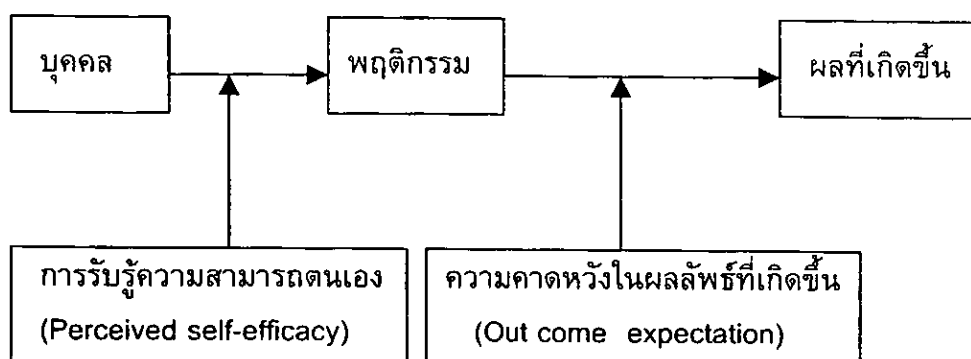 บุคคล
พฤติกรรม
ผลที่เกิดขึ้น
การรับรู้ความสามารถตนเอง
(Perceived self-efficacy)
ความคาดหวังในผลลัพธ์ที่เกิดขึ้น
(Out come expectation)